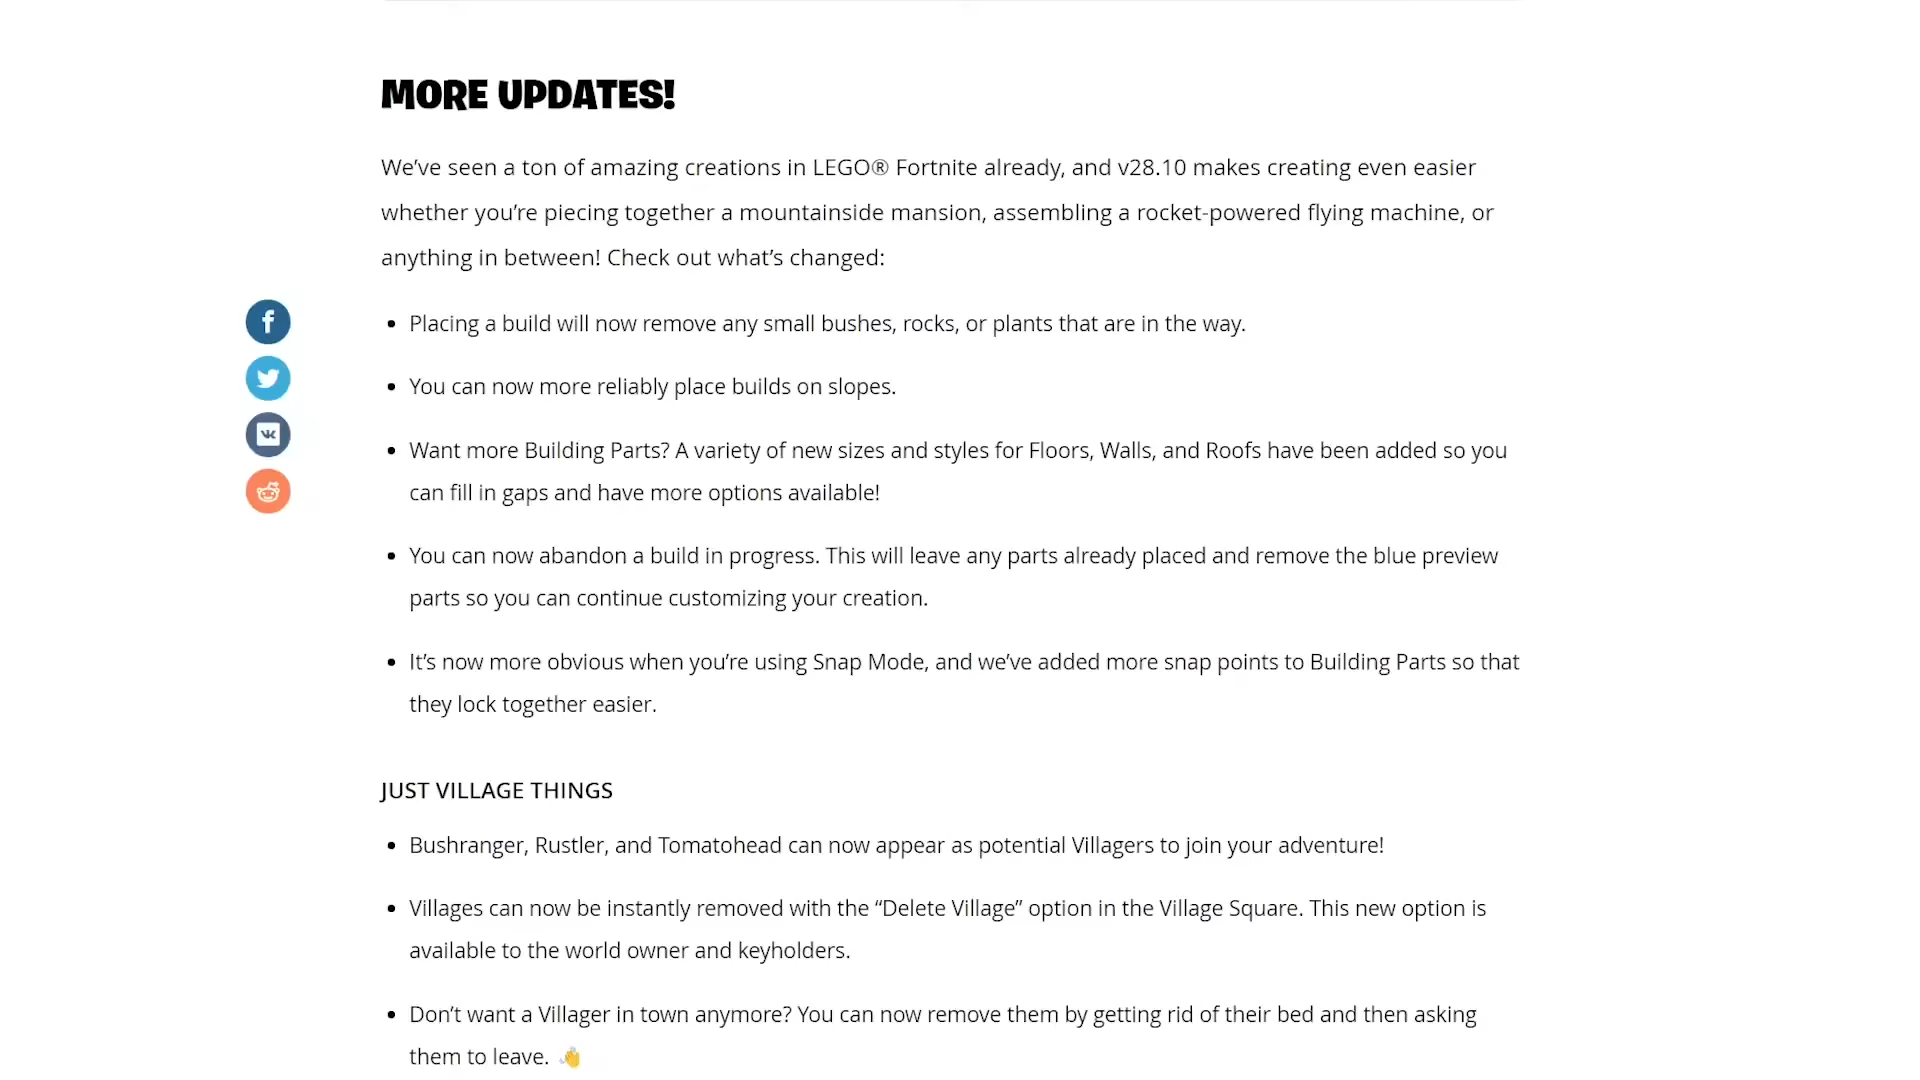 MORE UPDATES!
We’ve seen a ton of amazing creations in LEGO® Fortnite already, and v28.10 makes creating even easier
whether you’re piecing together a mountainside mansion, assembling a rocket-powered flying machine, or
anything in between! Check out what’s changed:
• Placing a build will now remove any small bushes, rocks, or plants that are in the way.
• You can now more reliably place builds on slopes.
• Want more Building Parts? A variety of new sizes and styles for Floors, Walls, and Roofs have been added so you
can fill in gaps and have more options available!
• You can now abandon a build in progress. This will leave any parts already placed and remove the blue preview
parts so you can continue customizing your creation.
• It’s now more obvious when you’re using Snap Mode, and we’ve added more snap points to Building Parts so that
they lock together easier.
JUST VILLAGE THINGS
• Bushranger, Rustler, and Tomatohead can now appear as potential Villagers to join your adventure!
• Villages can now be instantly removed with the “Delete Village” option in the Village Square. This new option is
available to the world owner and keyholders.
• Don’t want a Villager in town anymore? You can now remove them by getting rid of their bed and then asking
them to leave. 👋